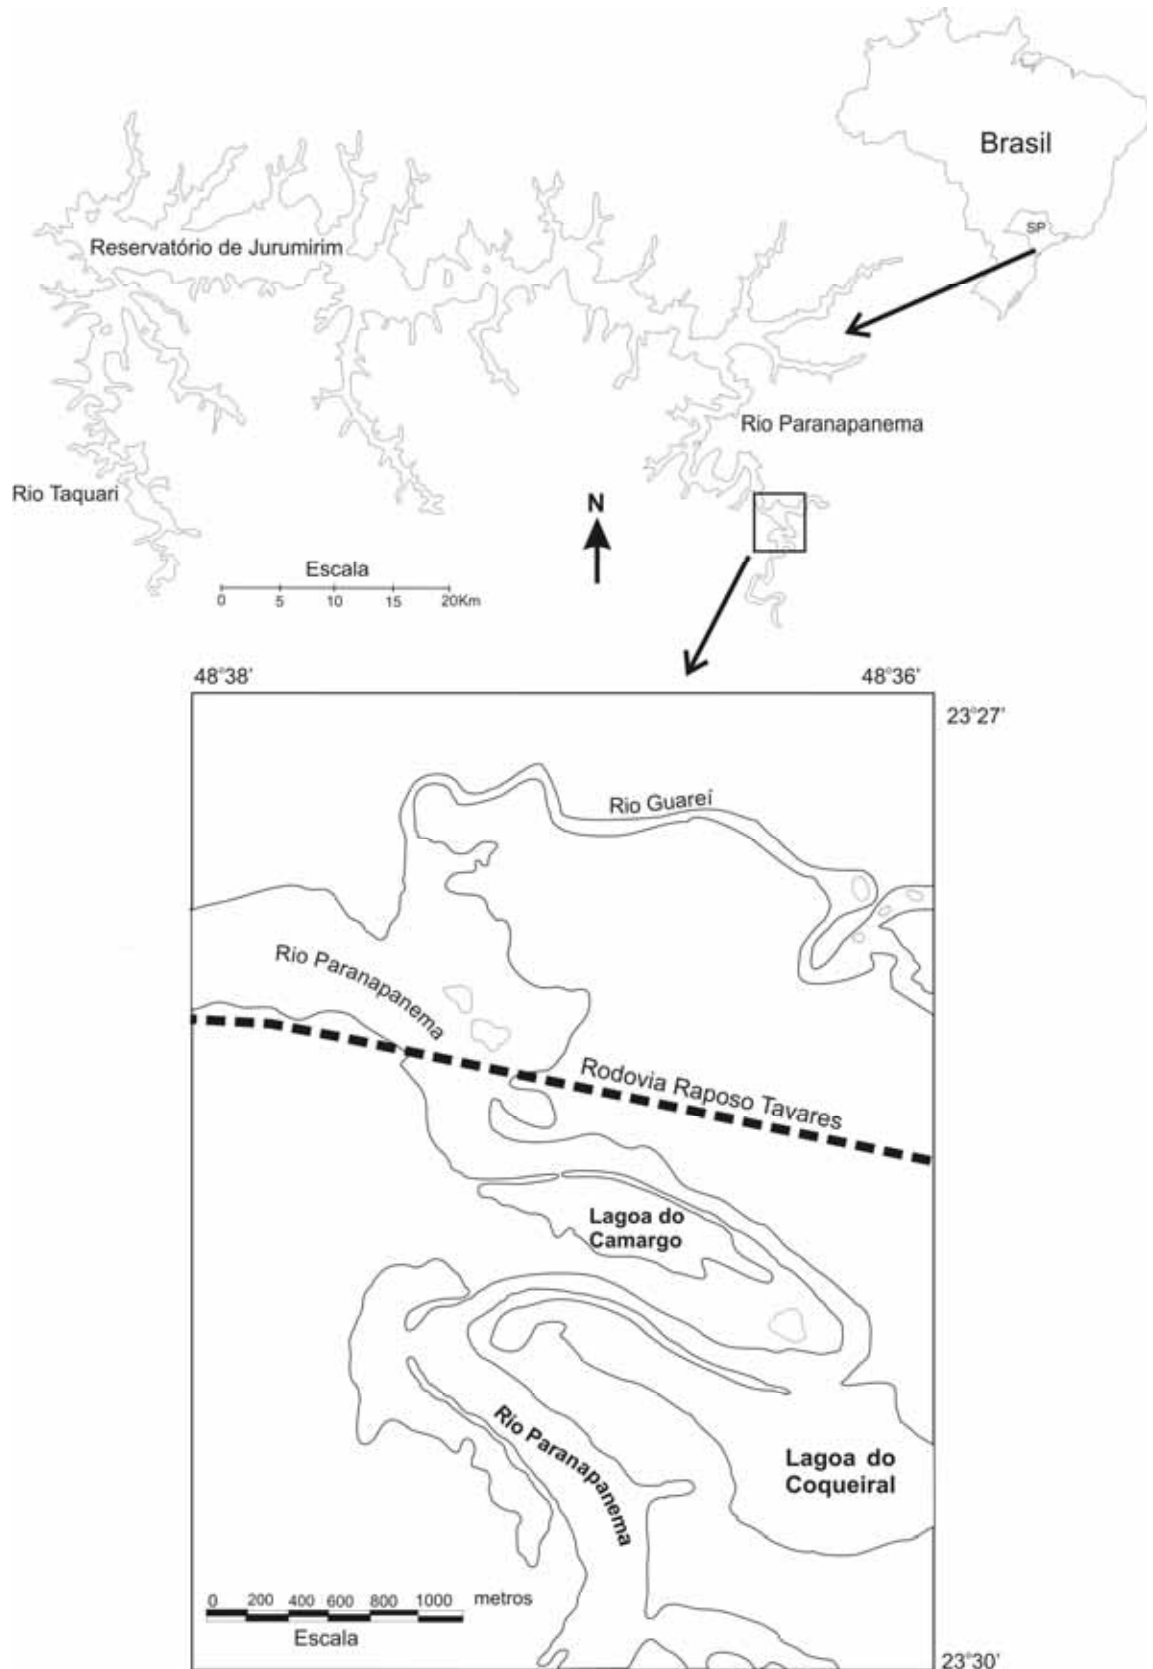 Brasil
SP
Reservatório de Jurumirim
Rio Paranapanema
Rio Taquari
N
Escala
0 5 10 15 20Km
48°38' 48°36'
23°27'
Rio Guareí
Rio Paranapanema
Rodovia Raposo Tavares
Lagoa do
Camargo
Rio Paranapanema
Lagoa do
Coqueiral
0 200 400 600 800 1000 metros
Escala
23°30'